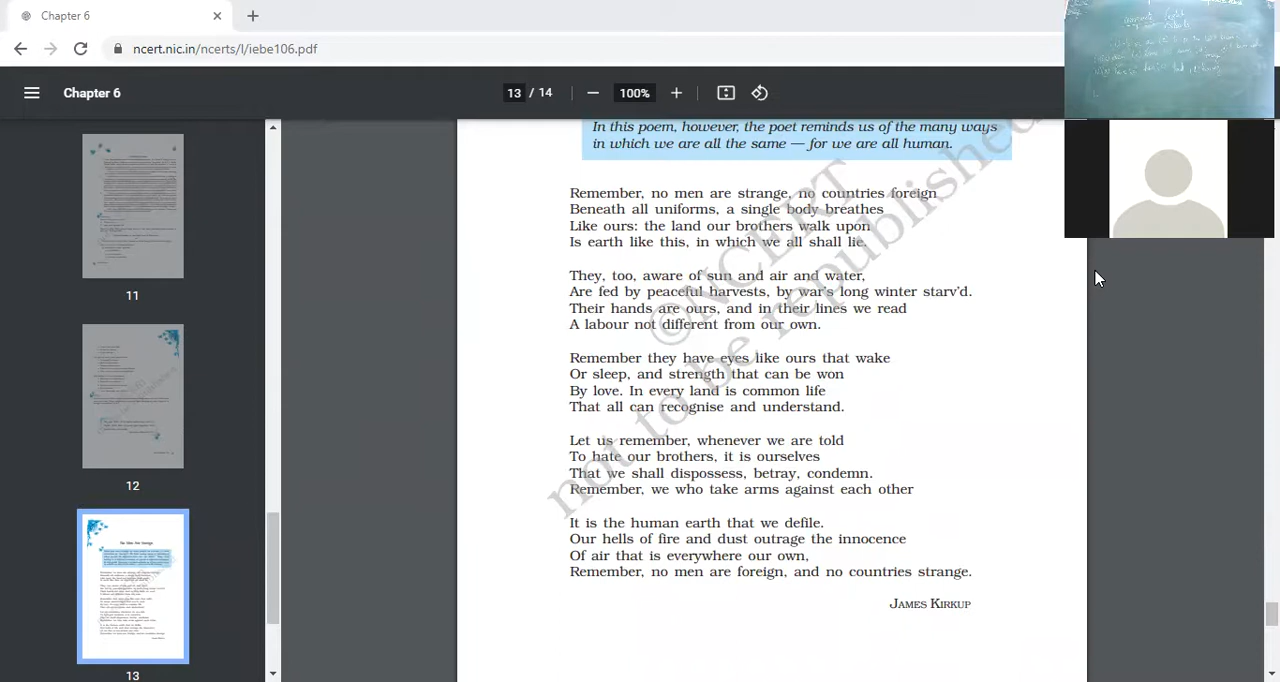 Chapter 6
ncert.nic.in/ncerts/l/iebe106.pdf
Chapter 6
13 / 14
100%
In this poem, however, the poet reminds us of the many ways
in which we are all the same — for we are all human.
Remember, no men are strange, no countries foreign
Beneath all uniforms, a single body breathes
Like ours: the land our brothers walk upon
Is earth like this, in which we all shall lie.
They, too, aware of sun and air and water,
Are fed by peaceful harvests, by war's long winter starv'd.
Their hands are ours, and in their lines we read
A labour not different from our own.
Remember they have eyes like ours that wake
Or sleep, and strength that can be won
By love. In every land is common life
That all can recognise and understand.
Let us remember, whenever we are told
To hate our brothers, it is ourselves
That we shall dispossess, betray, condemn.
Remember, we who take arms against each other
It is the human earth that we defile.
Our hells of fire and dust outrage the innocence
Of air that is everywhere our own,
Remember, no men are foreign, and no countries strange.
JAMES KIRKUP
©NCERT
not to be republished
11
12
No Men Are Foreign
13